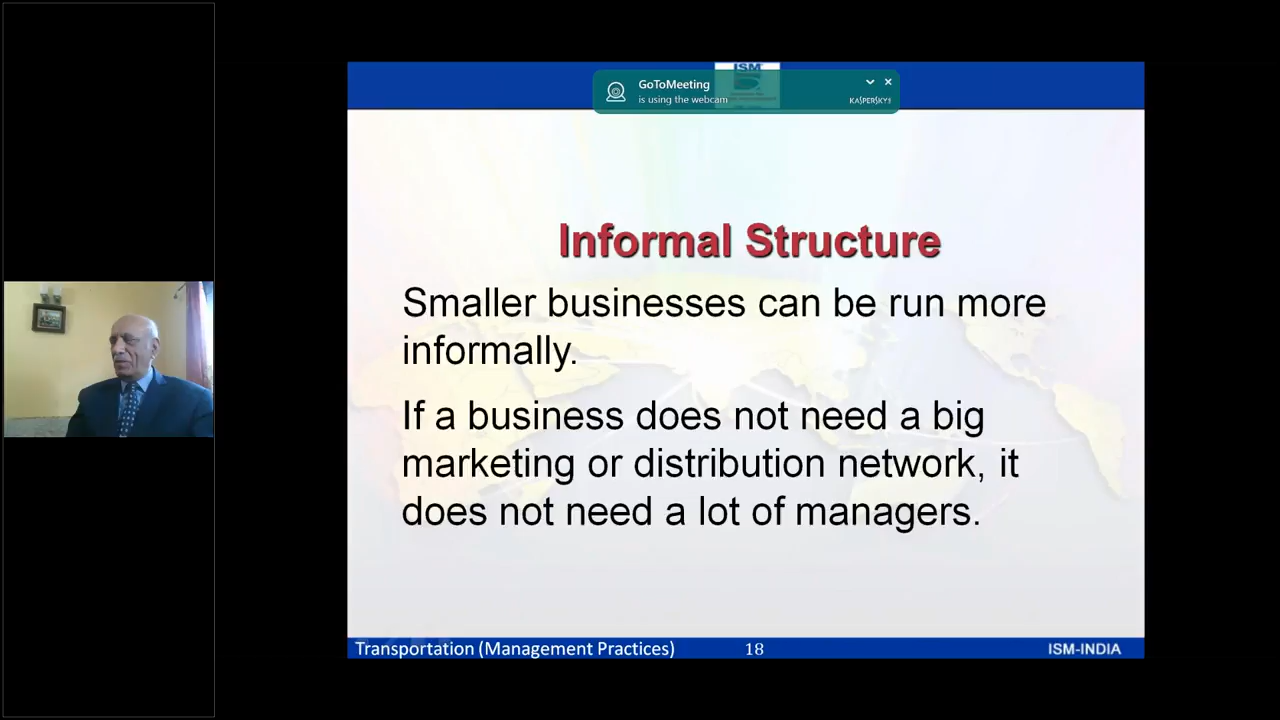 ISM
GoToMeeting
is using the webcam
KASPERSKY
Informal Structure
Smaller businesses can be run more
informally.
If a business does not need a big
marketing or distribution network, it
does not need a lot of managers.
Transportation (Management Practices)
18
ISM-INDIA